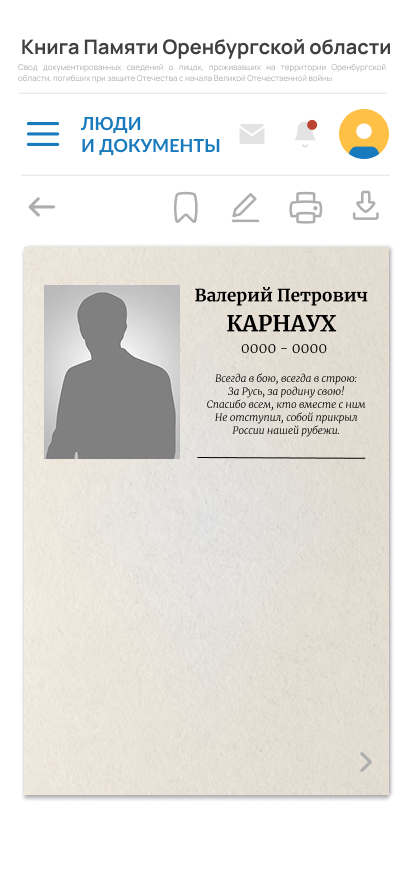 Книга Памяти Оренбургской области
Свод документированных сведений о лицах, проживавших на территории Оренбургской
области, погибших при защите Отечества с начала Великой Отечественной войны
ЛЮДИ
И ДОКУМЕНТЫ
Валерий Петрович
КАРНАУХ
0000 – 0000
Всегда в бою, всегда в строю:
За Русь, за родину свою!
Спасибо всем, кто вместе с ним
Не отступил, собой прикрыл
России нашей рубежи.